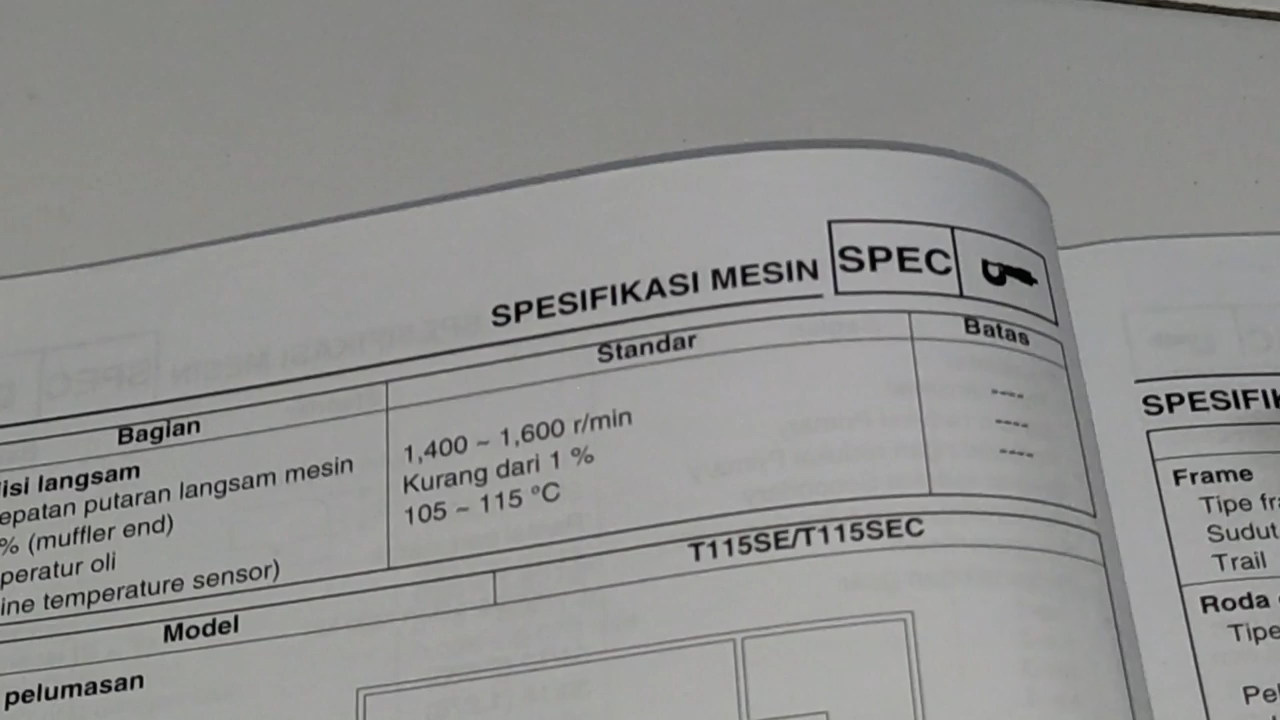 SPESIFIKASI MESIN
SPEC
Bagian
Standar
Batas
isi langsam
epatan putaran langsam mesin
1,400 ~ 1,600 r/min
----
% (muffler end)
Kurang dari 1 %
----
peratur oli
105 ~ 115 °C
----
ine temperature sensor)
Model
T115SE/T115SEC
pelumasan
SPESIFIK
Frame
Tipe fra
Sudut
Trail
Roda
Tipe
Pel